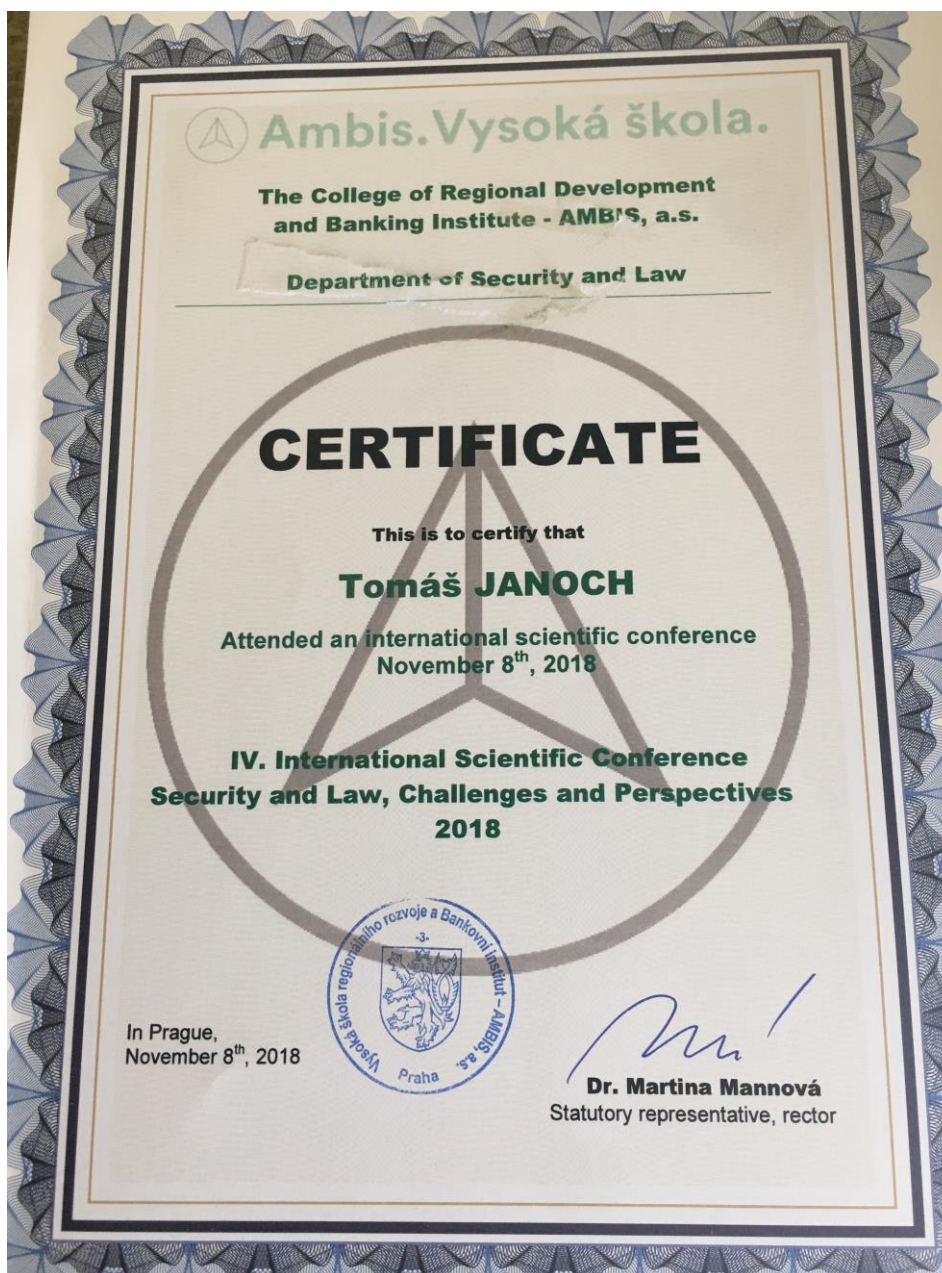 Ambis.Vysoká škola.
The College of Regional Development
and Banking Institute - AMBIS, a.s.
Department of Security and Law
CERTIFICATE
This is to certify that
Tomáš JANOCH
Attended an international scientific conference
November 8th, 2018
IV. International Scientific Conference
Security and Law, Challenges and Perspectives
2018
Vysoká škola regionálního rozvoje a Bankovní institut – AMBIS, a.s.
-3-
Praha
In Prague,
November 8th, 2018
Dr. Martina Mannová
Statutory representative, rector